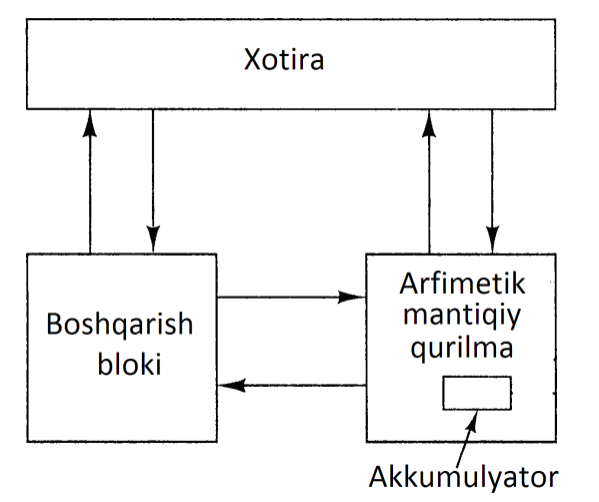 Xotira
Boshqarish
bloki
Arfimetik
mantiqiy
qurilma
Akkumulyator